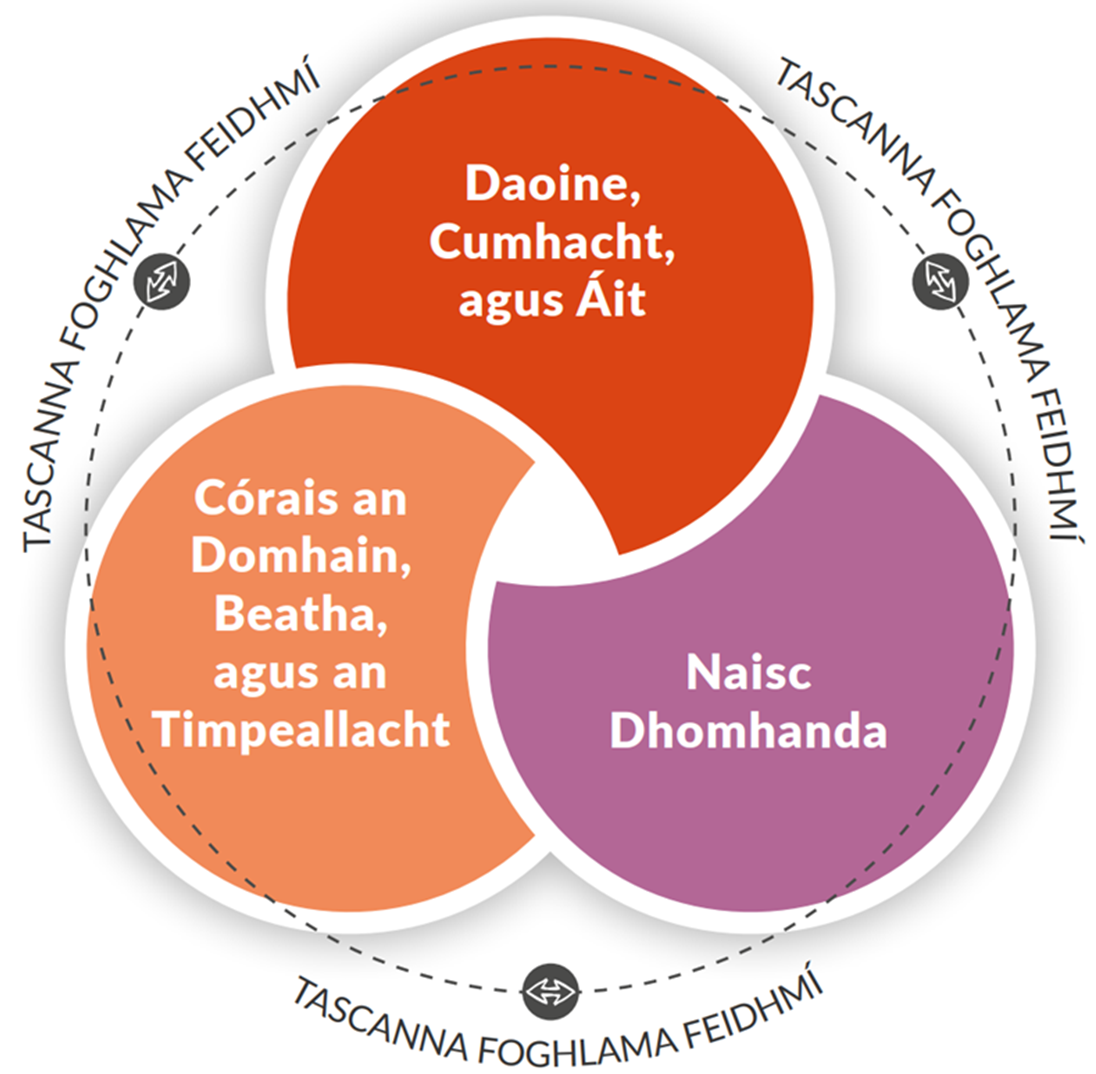 TASCANNA FOGHLAMA FEIDHMÍ
TASCANNA FOGHLAMA FEIDHMÍ
Daoine,
Cumhacht,
agus Áit
Córais an
Domhain,
Beatha,
agus an
Timpeallacht
Naisc
Dhomhanda
TASCANNA FOGHLAMA FEIDHMÍ